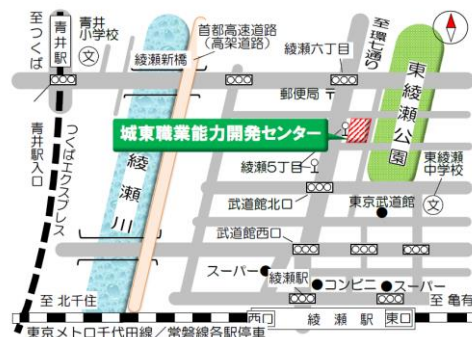 至つくば
青井駅
青井
小学校
文
首都高速道路
(高架道路)
綾瀬新橋
綾瀬六丁目
至環七通り
東綾瀬公園
郵便局〒
城東職業能力開発センター
青井駅入口
つくばエクスプレス
綾瀬川
綾瀬5丁目
東綾瀬
中学校
文
武道館北口
東京武道館
武道館西口
スーパー
綾瀬駅
コンビニ
スーパー
至 北千住
至 亀有
西口
綾瀬駅
東口
東京メトロ千代田線/常磐線各駅停車